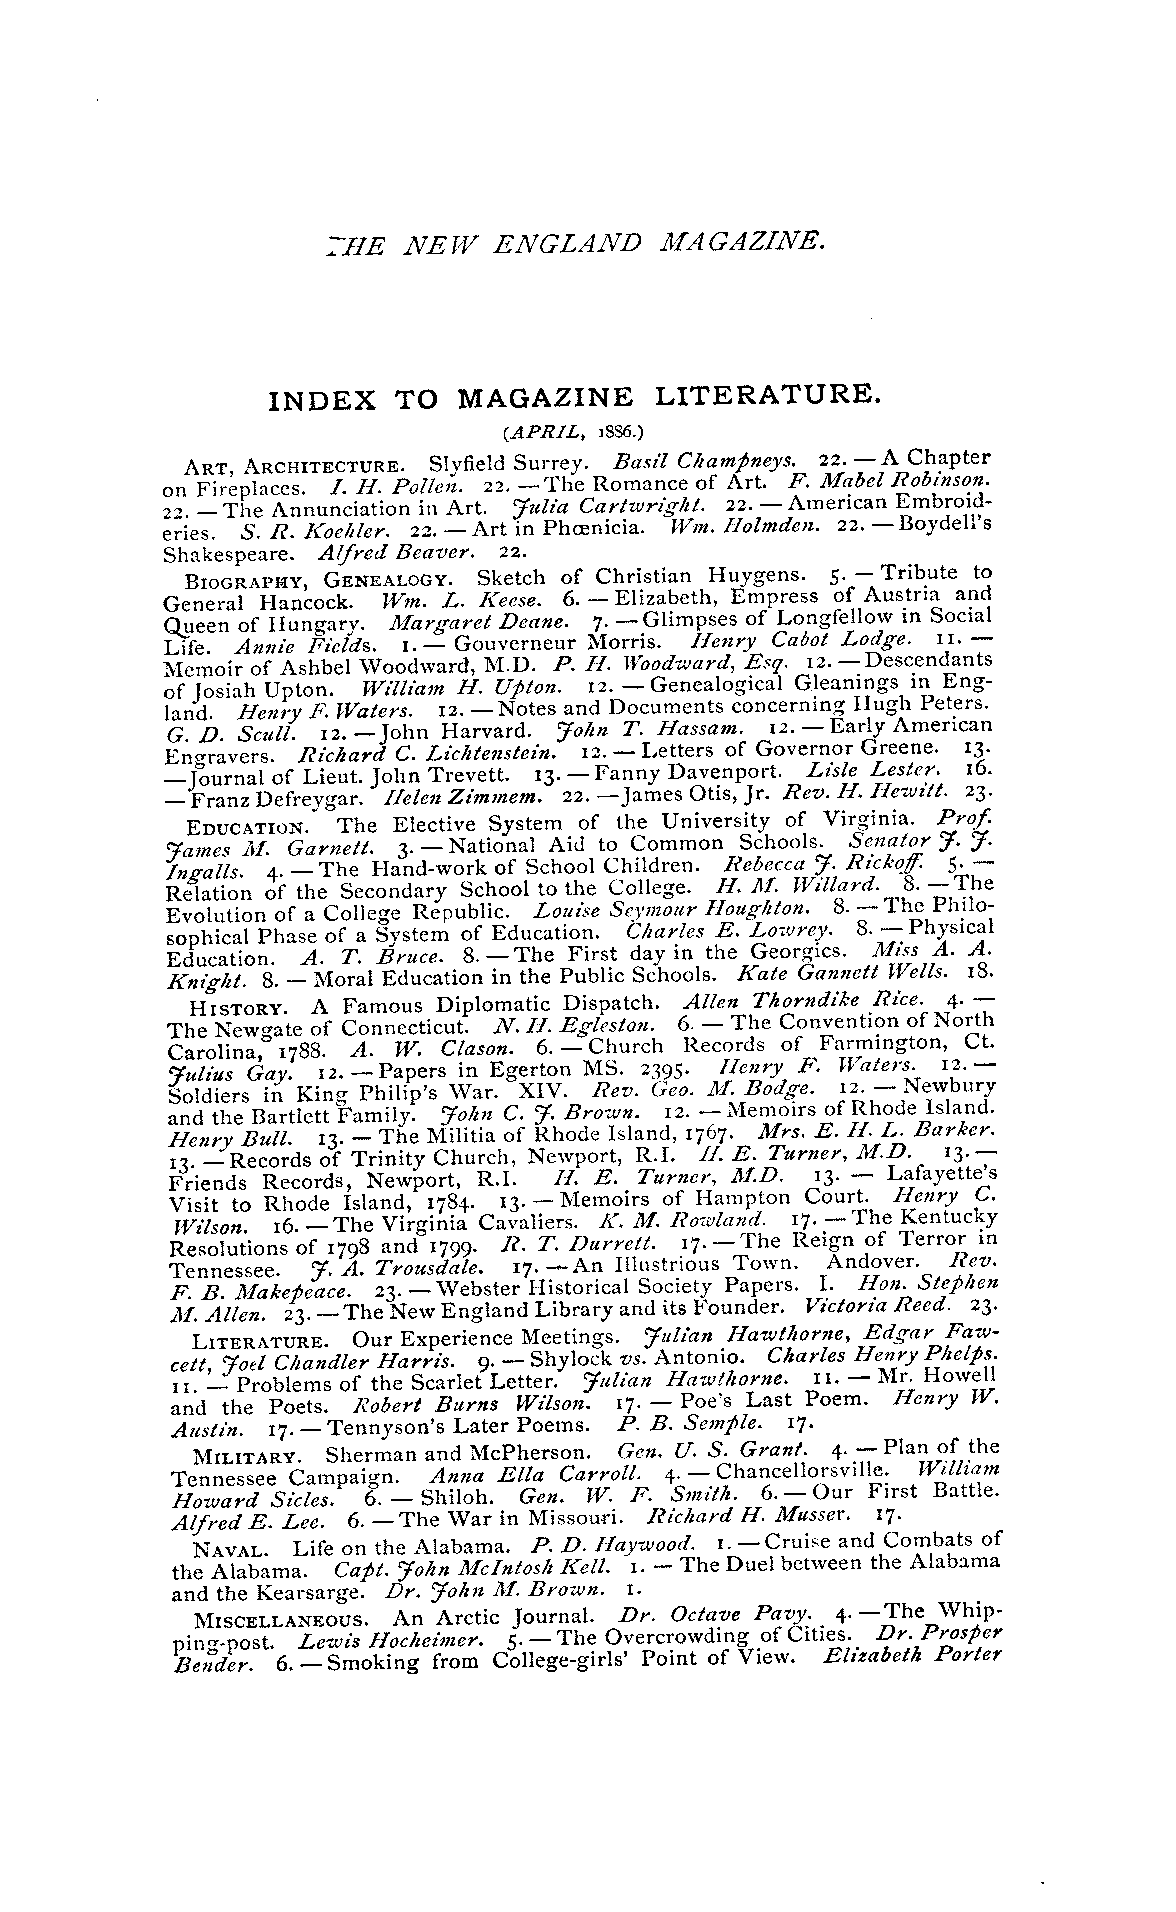 THE NEW ENGLAND MAGAZINE.
INDEX TO MAGAZINE LITERATURE.
(APRIL, 1886.)
ART, ARCHITECTURE. Slyfield Surrey. Basil Champneys. 22. — A Chapter
on Fireplaces. I. H. Pollen. 22. — The Romance of Art. F. Mabel Robinson.
22. — The Annunciation in Art. Julia Cartwright. 22. — American Embroid-
eries. S. R. Koehler. 22. — Art in Phœnicia. Wm. Holmden. 22. — Boydell's
Shakespeare. Alfred Beaver. 22.
BIOGRAPHY, GENEALOGY. Sketch of Christian Huygens. 5. — Tribute to
General Hancock. Wm. L. Keese. 6. — Elizabeth, Empress of Austria and
Queen of Hungary. Margaret Deane. 7. — Glimpses of Longfellow in Social
Life. Annie Fields. 1. — Gouverneur Morris. Henry Cabot Lodge. 11. —
Memoir of Ashbel Woodward, M.D. P. H. Woodward, Esq. 12. — Descendants
of Josiah Upton. William H. Upton. 12. — Genealogical Gleanings in Eng-
land. Henry F. Waters. 12. — Notes and Documents concerning Hugh Peters.
G. D. Scull. 12. — John Harvard. John T. Hassam. 12. — Early American
Engravers. Richard C. Lichtenstein. 12. — Letters of Governor Greene. 13.
— Journal of Lieut. John Trevett. 13. — Fanny Davenport. Lisle Lester. 16.
— Franz Defreygar. Helen Zimmem. 22. — James Otis, Jr. Rev. H. Hewitt. 23.
EDUCATION. The Elective System of the University of Virginia. Prof.
James M. Garnett. 3. — National Aid to Common Schools. Senator J. J.
Ingalls. 4. — The Hand-work of School Children. Rebecca J. Rickoff. 5. —
Relation of the Secondary School to the College. H. M. Willard. 8. — The
Evolution of a College Republic. Louise Seymour Houghton. 8. — The Philo-
sophical Phase of a System of Education. Charles E. Lowrey. 8. — Physical
Education. A. T. Bruce. 8. — The First day in the Georgics. Miss A. A.
Knight. 8. — Moral Education in the Public Schools. Kate Gannett Wells. 18.
HISTORY. A Famous Diplomatic Dispatch. Allen Thorndike Rice. 4. —
The Newgate of Connecticut. N. H. Egleston. 6. — The Convention of North
Carolina, 1788. A. W. Clason. 6. — Church Records of Farmington, Ct.
Julius Gay. 12. — Papers in Egerton MS. 2395. Henry F. Waters. 12. —
Soldiers in King Philip's War. XIV. Rev. Geo. M. Bodge. 12. — Newbury
and the Bartlett Family. John C. J. Brown. 12. — Memoirs of Rhode Island.
Henry Bull. 13. — The Militia of Rhode Island, 1767. Mrs. E. H. L. Barker.
13. — Records of Trinity Church, Newport, R.I. H. E. Turner, M.D. 13. —
Friends Records, Newport, R.I. H. E. Turner, M.D. 13. — Lafayette's
Visit to Rhode Island, 1784. 13. — Memoirs of Hampton Court. Henry C.
Wilson. 16. — The Virginia Cavaliers. K. M. Rowland. 17. — The Kentucky
Resolutions of 1798 and 1799. R. T. Durrett. 17. — The Reign of Terror in
Tennessee. J. A. Trousdale. 17. — An Illustrious Town. Andover. Rev.
F. B. Makepeace. 23. — Webster Historical Society Papers. I. Hon. Stephen
M. Allen. 23. — The New England Library and its Founder. Victoria Reed. 23.
LITERATURE. Our Experience Meetings. Julian Hawthorne, Edgar Faw-
cett, Joel Chandler Harris. 9. — Shylock vs. Antonio. Charles Henry Phelps.
11. — Problems of the Scarlet Letter. Julian Hawthorne. 11. — Mr. Howell
and the Poets. Robert Burns Wilson. 17. — Poe's Last Poem. Henry W.
Austin. 17. — Tennyson's Later Poems. P. B. Semple. 17.
MILITARY. Sherman and McPherson. Gen. U. S. Grant. 4. — Plan of the
Tennessee Campaign. Anna Ella Carroll. 4. — Chancellorsville. William
Howard Sicles. 6. — Shiloh. Gen. W. F. Smith. 6. — Our First Battle.
Alfred E. Lee. 6. — The War in Missouri. Richard H. Musser. 17.
NAVAL. Life on the Alabama. P. D. Haywood. 1. — Cruise and Combats of
the Alabama. Capt. John McIntosh Kell. 1. — The Duel between the Alabama
and the Kearsarge. Dr. John M. Brown. 1.
MISCELLANEOUS. An Arctic Journal. Dr. Octave Pavy. 4. — The Whip-
ping-post. Lewis Hocheimer. 5. — The Overcrowding of Cities. Dr. Prosper
Bender. 6. — Smoking from College-girls' Point of View. Elizabeth Porter